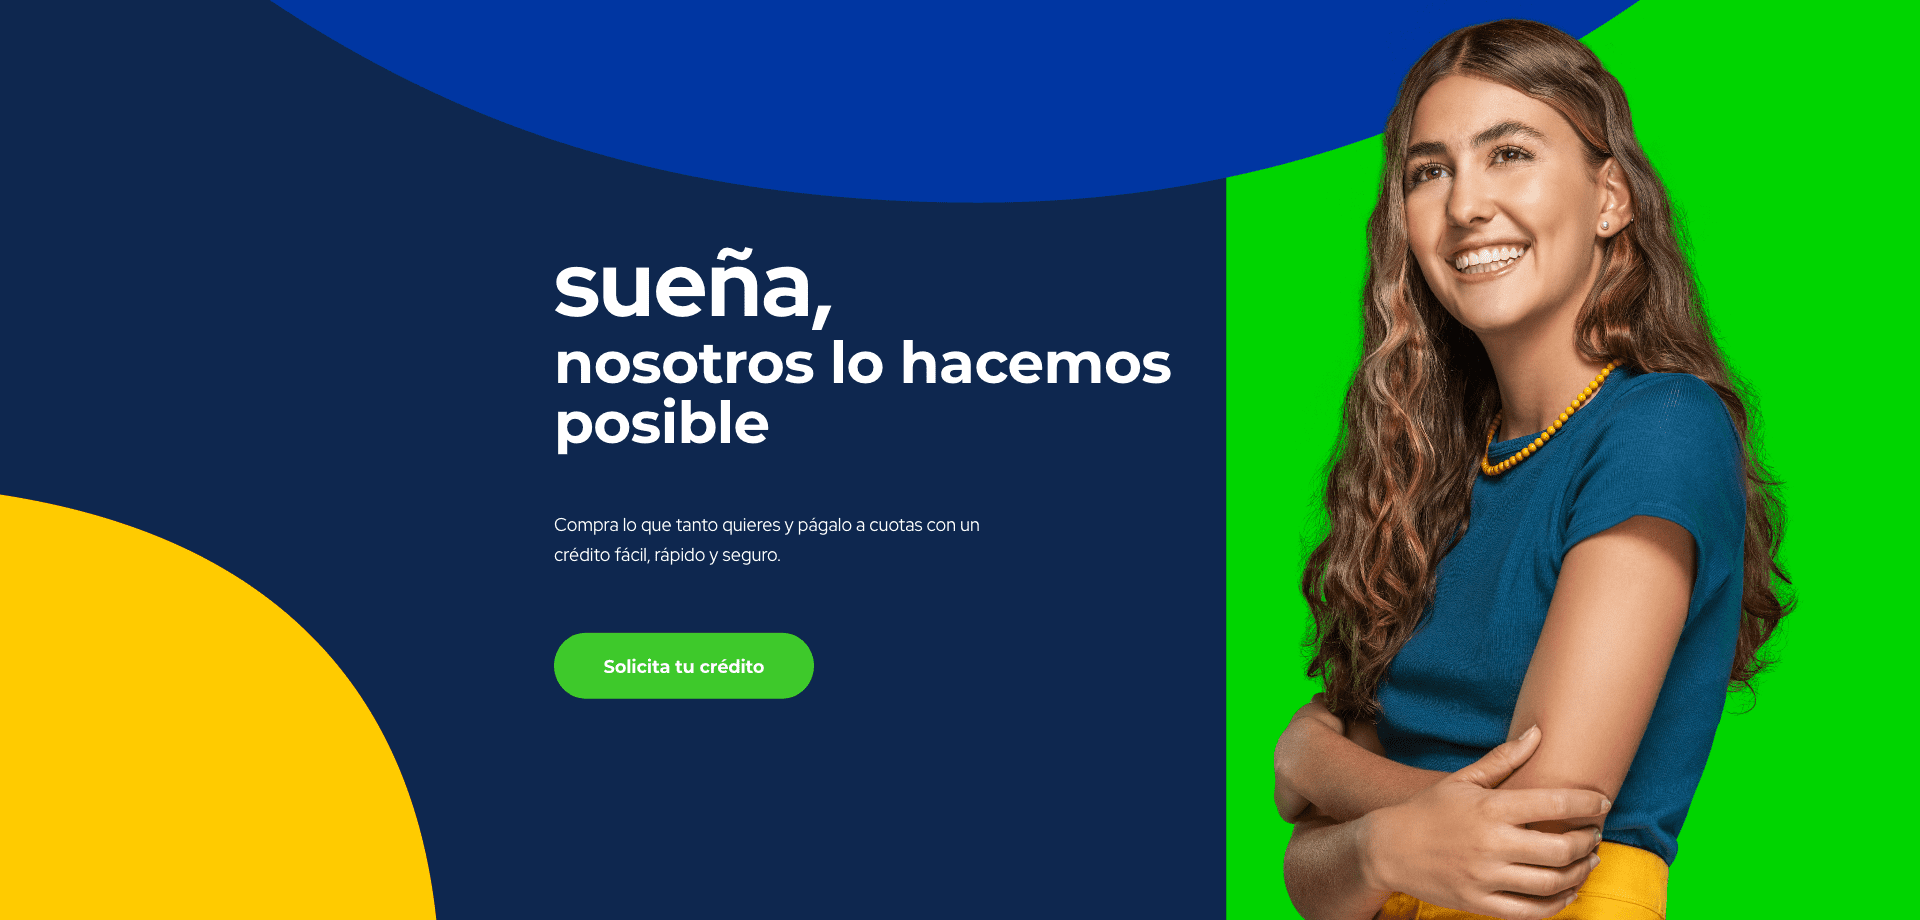 sueña,
nosotros lo hacemos
posible
Compra lo que tanto quieres y págalo a cuotas con un
crédito fácil, rápido y seguro.
Solicita tu crédito